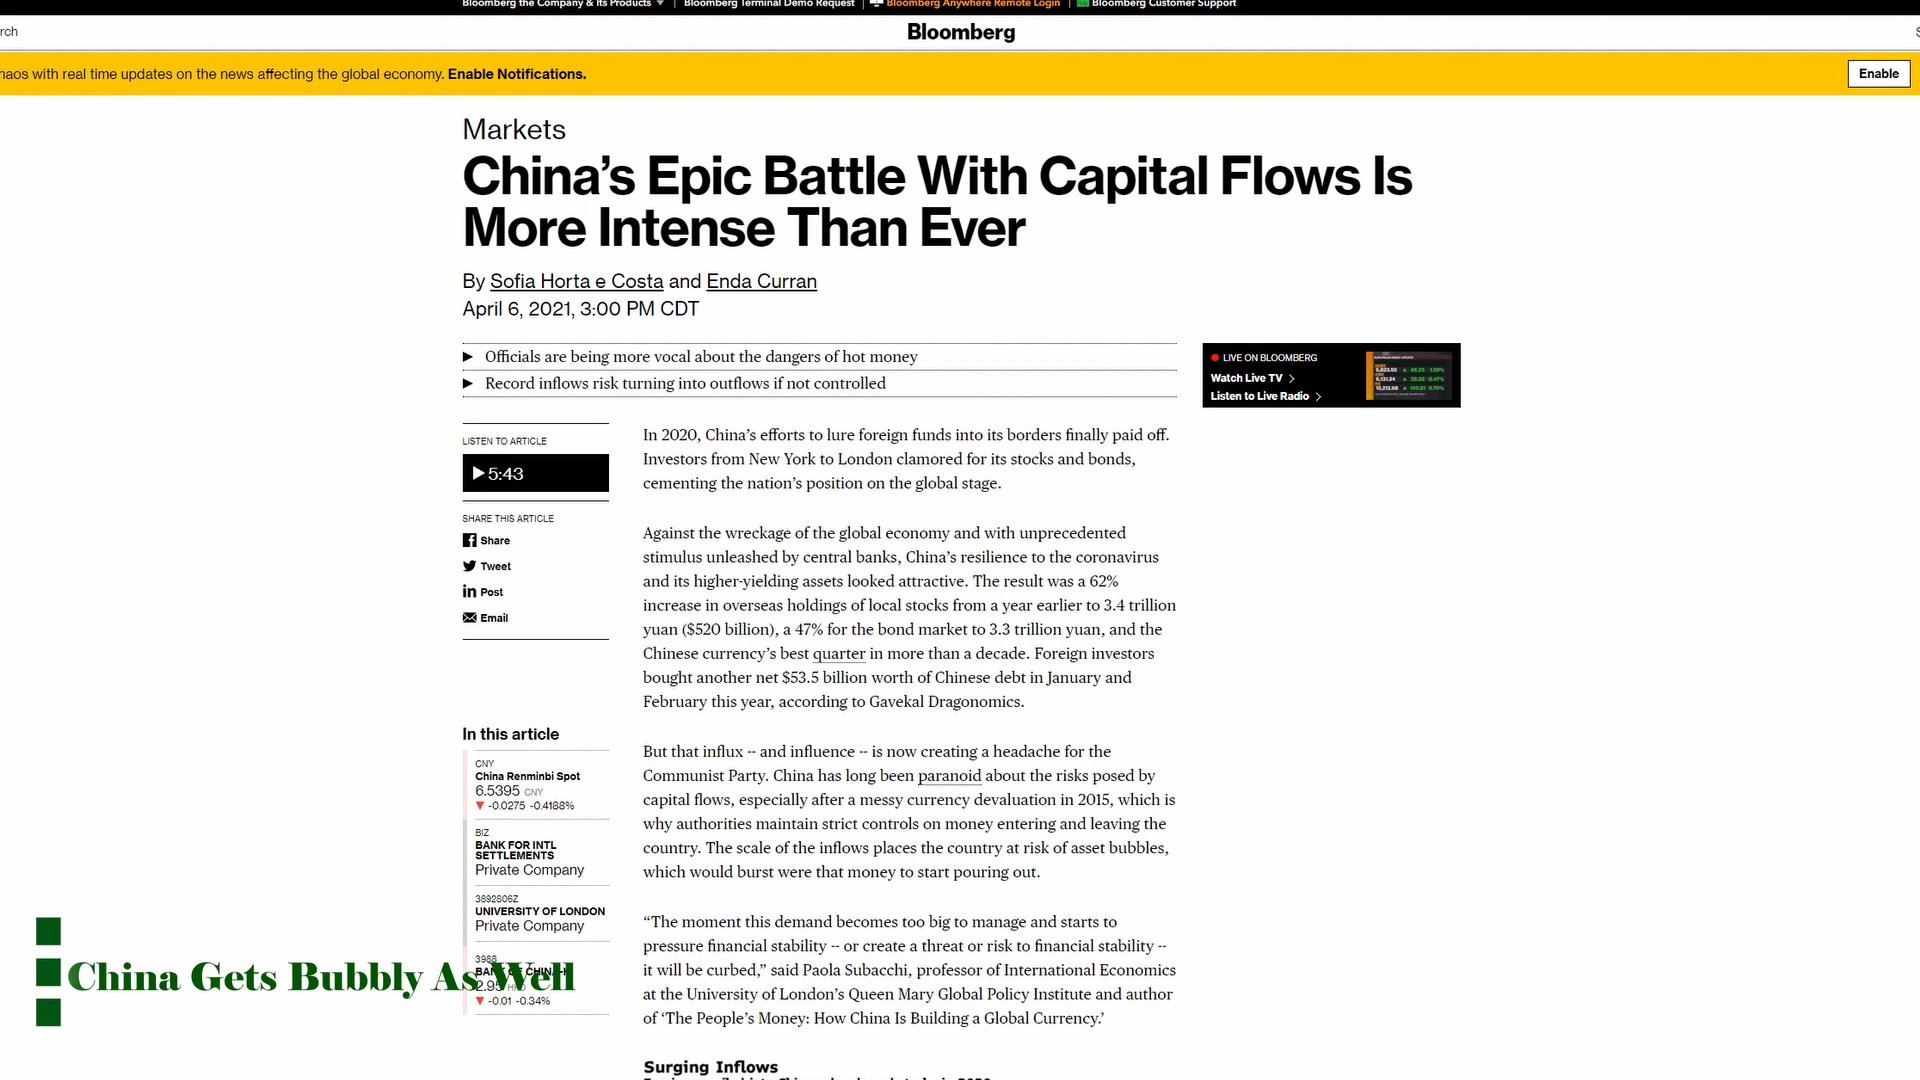 Bloomberg the Company & Its Products
Bloomberg Terminal Demo Request
Bloomberg Anywhere Remote Login
Bloomberg Customer Support
rch
Bloomberg
haos with real time updates on the news affecting the global economy. Enable Notifications.
Enable
Markets
China's Epic Battle With Capital Flows Is
More Intense Than Ever
By Sofia Horta e Costa and Enda Curran
April 6, 2021, 3:00 PM CDT
Officials are being more vocal about the dangers of hot money
Record inflows risk turning into outflows if not controlled
LIVE ON BLOOMBERG
Watch Live TV
Listen to Live Radio
LISTEN TO ARTICLE
5:43
SHARE THIS ARTICLE
Share
Tweet
Post
Email
In 2020, China's efforts to lure foreign funds into its borders finally paid off.
Investors from New York to London clamored for its stocks and bonds,
cementing the nation's position on the global stage.
Against the wreckage of the global economy and with unprecedented
stimulus unleashed by central banks, China's resilience to the coronavirus
and its higher-yielding assets looked attractive. The result was a 62%
increase in overseas holdings of local stocks from a year earlier to 3.4 trillion
yuan ($520 billion), a 47% for the bond market to 3.3 trillion yuan, and the
Chinese currency's best quarter in more than a decade. Foreign investors
bought another net $53.5 billion worth of Chinese debt in January and
February this year, according to Gavekal Dragonomics.
In this article
CNY
China Renminbi Spot
6.5395 CNY
-0.0275 -0.4188%
BIZ
BANK FOR INTL
SETTLEMENTS
Private Company
3892806Z
UNIVERSITY OF LONDON
Private Company
3988
BANK OF CHINA-H
2.95 HKD
-0.01 -0.34%
But that influx -- and influence -- is now creating a headache for the
Communist Party. China has long been paranoid about the risks posed by
capital flows, especially after a messy currency devaluation in 2015, which is
why authorities maintain strict controls on money entering and leaving the
country. The scale of the inflows places the country at risk of asset bubbles,
which would burst were that money to start pouring out.
“The moment this demand becomes too big to manage and starts to
pressure financial stability -- or create a threat or risk to financial stability --
it will be curbed,” said Paola Subacchi, professor of International Economics
at the University of London's Queen Mary Global Policy Institute and author
of ‘The People's Money: How China Is Building a Global Currency.’
Surging Inflows
China Gets Bubbly As Well